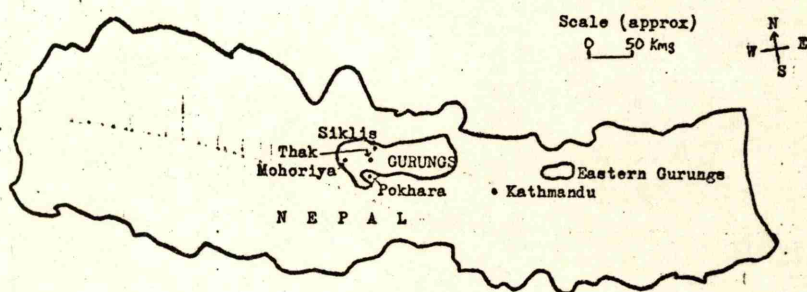 Scale (approx)
0 50 Kms
N
W E
S
Siklis
Thak
GURUNGS
Mohoriya
Pokhara
Eastern Gurungs
Kathmandu
N E P A L